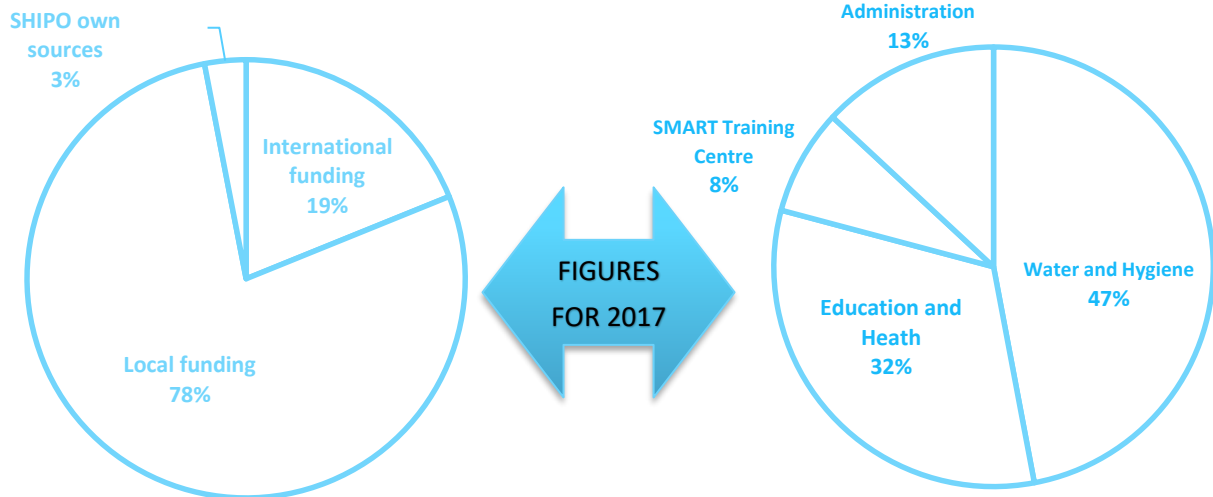 SHIPO own
sources
3%
International
funding
19%
Local funding
78%
FIGURES
FOR 2017
Administration
13%
SMART Training
Centre
8%
Water and Hygiene
47%
Education and
Heath
32%